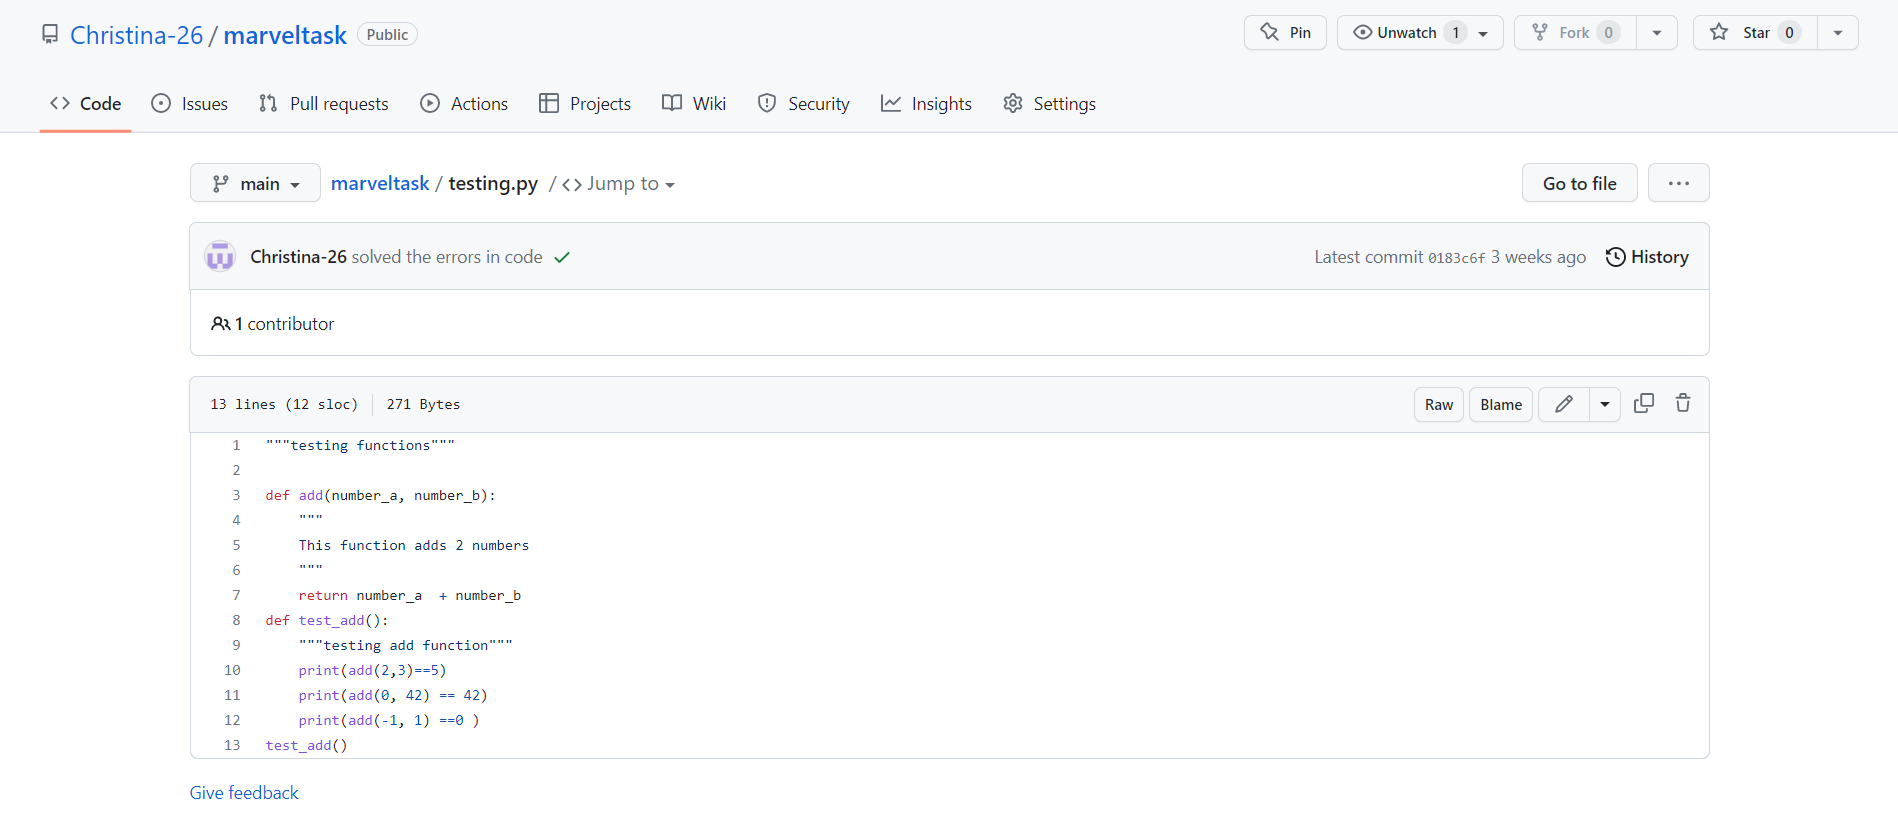 Christina-26 / marveltask Public
Pin
Unwatch 1
Fork 0
Star 0
Code Issues Pull requests Actions Projects Wiki Security Insights Settings
main marveltask / testing.py / <> Jump to
Go to file ...
Christina-26 solved the errors in code Latest commit 0183c6f 3 weeks ago History
1 contributor
13 lines (12 sloc) 271 Bytes Raw Blame
1 """testing functions"""
2
3 def add(number_a, number_b):
4     """
5     This function adds 2 numbers
6     """
7     return number_a  + number_b
8 def test_add():
9     """testing add function"""
10     print(add(2,3)==5)
11     print(add(0, 42) == 42)
12     print(add(-1, 1) ==0 )
13 test_add()
Give feedback